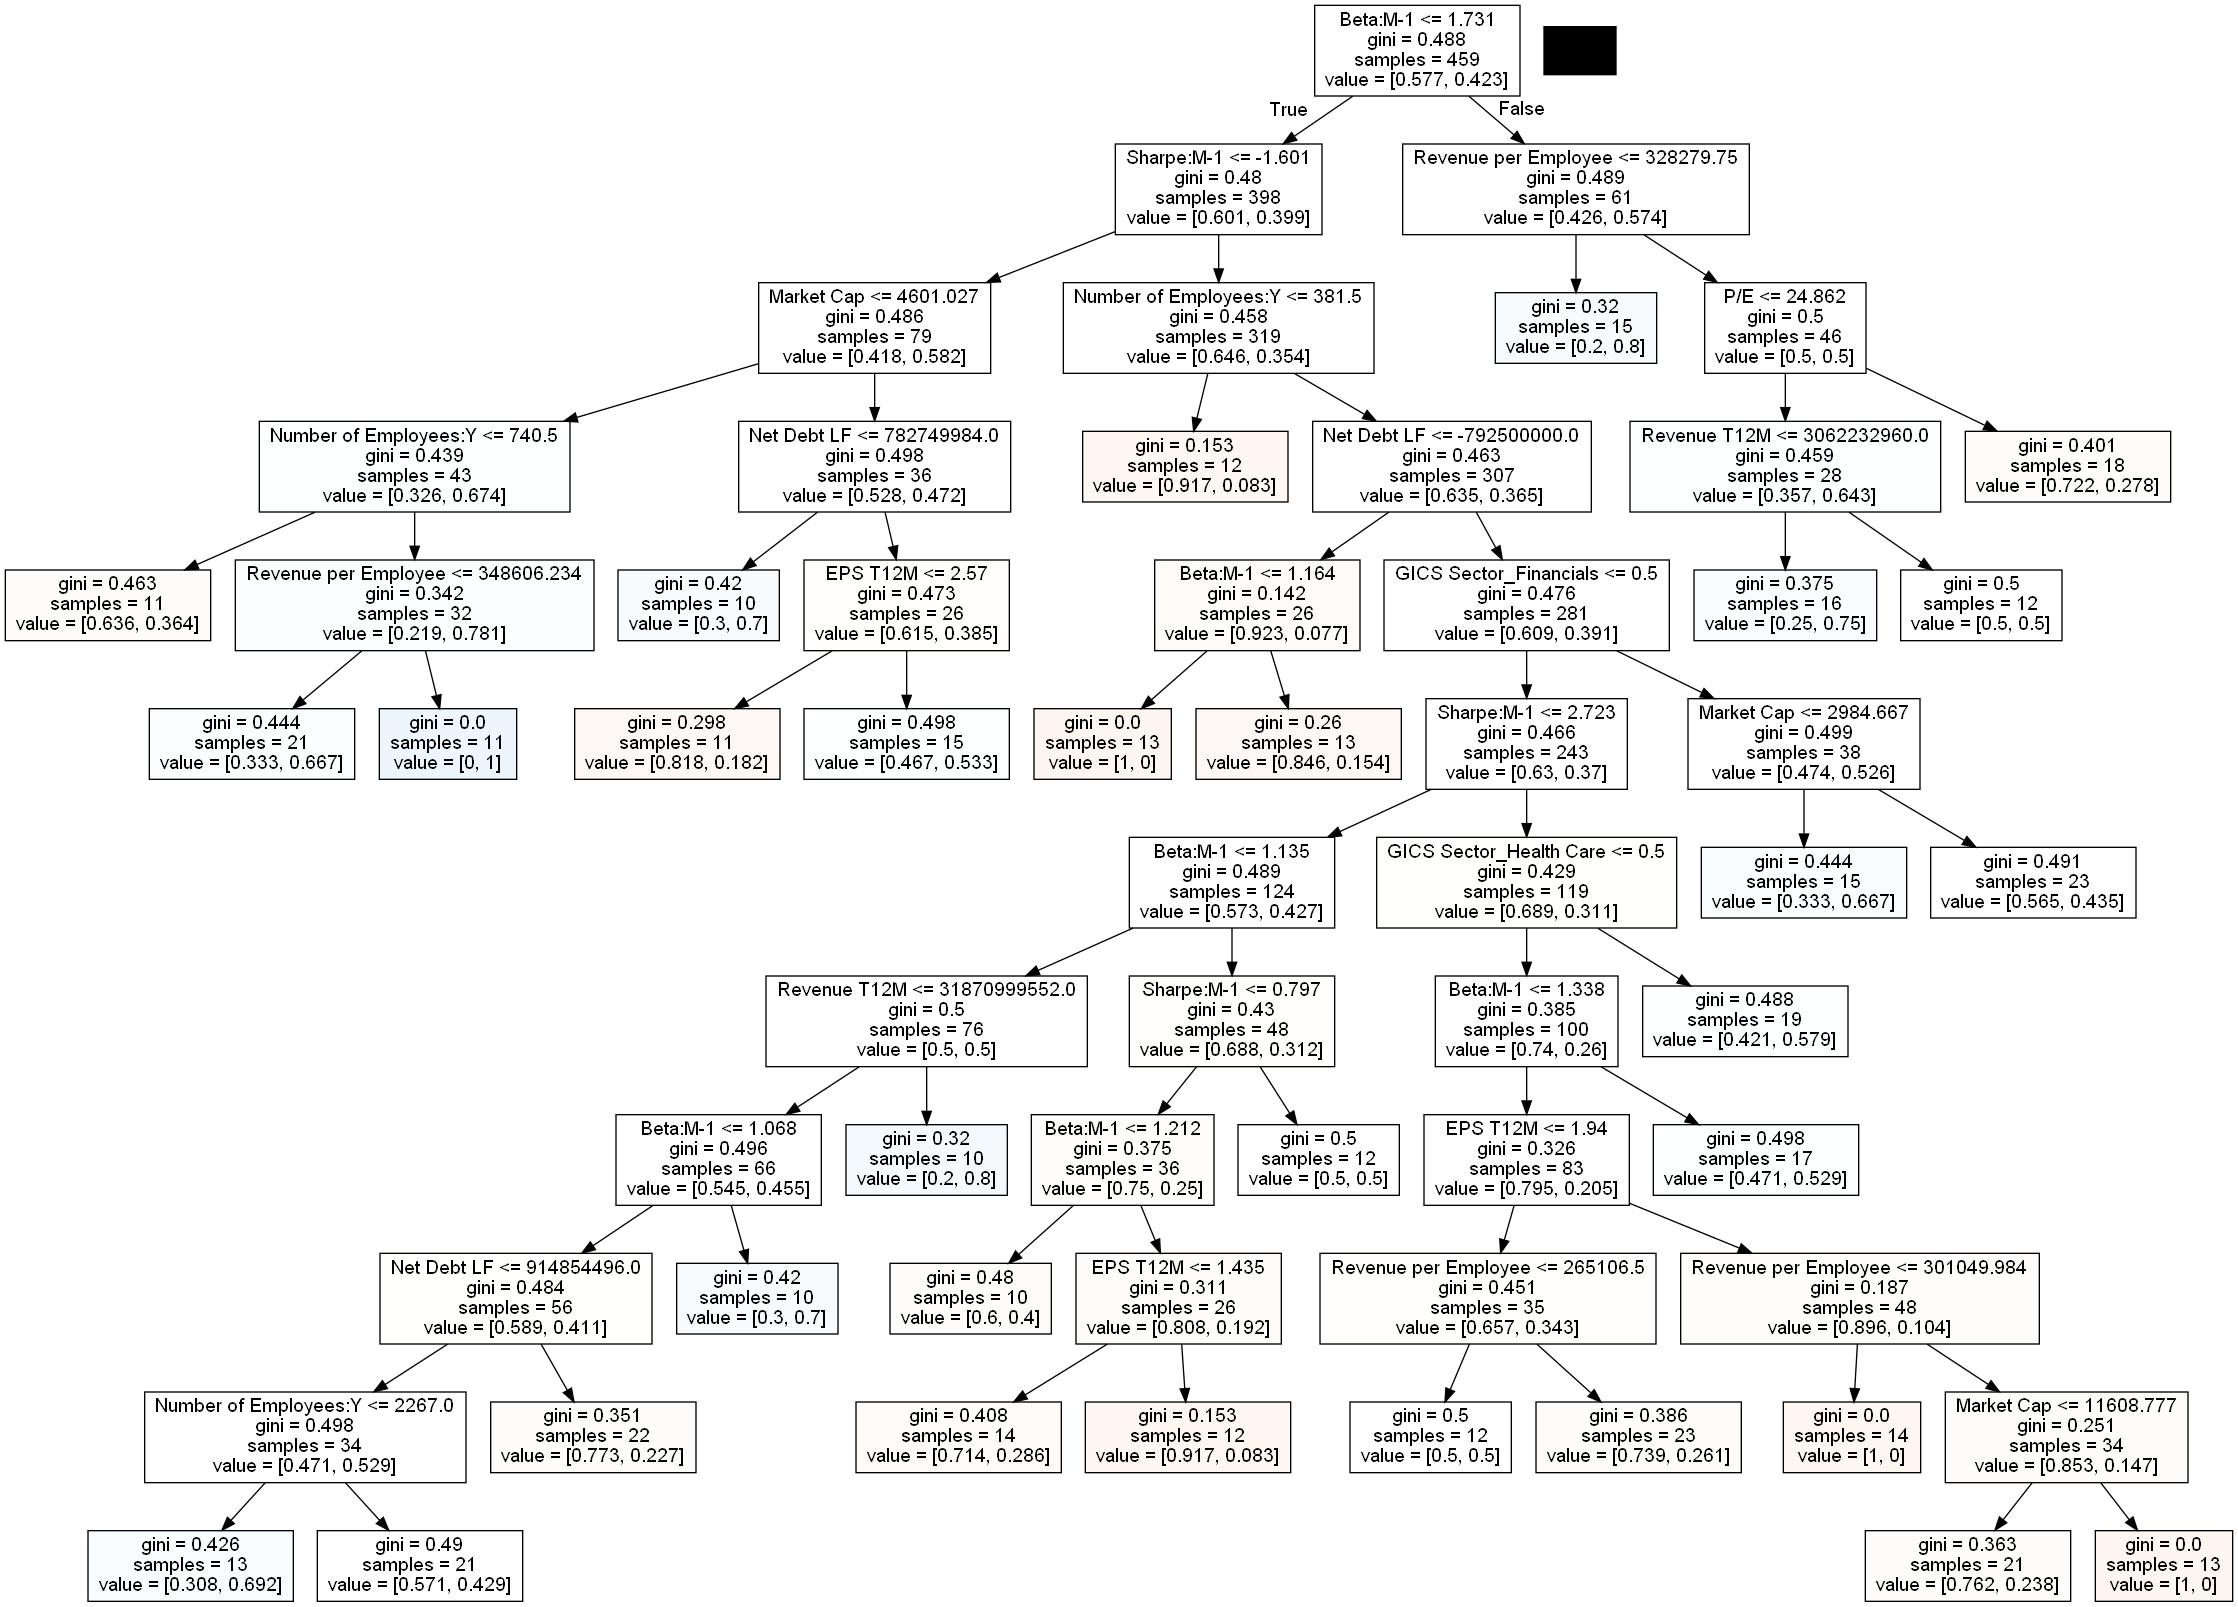 Beta:M-1 <= 1.731
gini = 0.488
samples = 459
value = [0.577, 0.423]
True
False
Sharpe:M-1 <= -1.601
gini = 0.48
samples = 398
value = [0.601, 0.399]
Revenue per Employee <= 328279.75
gini = 0.489
samples = 61
value = [0.426, 0.574]
Market Cap <= 4601.027
gini = 0.486
samples = 79
value = [0.418, 0.582]
Number of Employees:Y <= 381.5
gini = 0.458
samples = 319
value = [0.646, 0.354]
gini = 0.32
samples = 15
value = [0.2, 0.8]
P/E <= 24.862
gini = 0.5
samples = 46
value = [0.5, 0.5]
Number of Employees:Y <= 740.5
gini = 0.439
samples = 43
value = [0.326, 0.674]
Net Debt LF <= 782749984.0
gini = 0.498
samples = 36
value = [0.528, 0.472]
gini = 0.153
samples = 12
value = [0.917, 0.083]
Net Debt LF <= -792500000.0
gini = 0.463
samples = 307
value = [0.635, 0.365]
Revenue T12M <= 3062232960.0
gini = 0.459
samples = 28
value = [0.357, 0.643]
gini = 0.401
samples = 18
value = [0.722, 0.278]
gini = 0.463
samples = 11
value = [0.636, 0.364]
Revenue per Employee <= 348606.234
gini = 0.342
samples = 32
value = [0.219, 0.781]
gini = 0.42
samples = 10
value = [0.3, 0.7]
EPS T12M <= 2.57
gini = 0.473
samples = 26
value = [0.615, 0.385]
Beta:M-1 <= 1.164
gini = 0.142
samples = 26
value = [0.923, 0.077]
GICS Sector_Financials <= 0.5
gini = 0.476
samples = 281
value = [0.609, 0.391]
gini = 0.375
samples = 16
value = [0.25, 0.75]
gini = 0.5
samples = 12
value = [0.5, 0.5]
gini = 0.444
samples = 21
value = [0.333, 0.667]
gini = 0.0
samples = 11
value = [0, 1]
gini = 0.298
samples = 11
value = [0.818, 0.182]
gini = 0.498
samples = 15
value = [0.467, 0.533]
gini = 0.0
samples = 13
value = [1, 0]
gini = 0.26
samples = 13
value = [0.846, 0.154]
Sharpe:M-1 <= 2.723
gini = 0.466
samples = 243
value = [0.63, 0.37]
Market Cap <= 2984.667
gini = 0.499
samples = 38
value = [0.474, 0.526]
Beta:M-1 <= 1.135
gini = 0.489
samples = 124
value = [0.573, 0.427]
GICS Sector_Health Care <= 0.5
gini = 0.429
samples = 119
value = [0.689, 0.311]
gini = 0.444
samples = 15
value = [0.333, 0.667]
gini = 0.491
samples = 23
value = [0.565, 0.435]
Revenue T12M <= 31870999552.0
gini = 0.5
samples = 76
value = [0.5, 0.5]
Sharpe:M-1 <= 0.797
gini = 0.43
samples = 48
value = [0.688, 0.312]
Beta:M-1 <= 1.338
gini = 0.385
samples = 100
value = [0.74, 0.26]
gini = 0.488
samples = 19
value = [0.421, 0.579]
Beta:M-1 <= 1.068
gini = 0.496
samples = 66
value = [0.545, 0.455]
gini = 0.32
samples = 10
value = [0.2, 0.8]
Beta:M-1 <= 1.212
gini = 0.375
samples = 36
value = [0.75, 0.25]
gini = 0.5
samples = 12
value = [0.5, 0.5]
EPS T12M <= 1.94
gini = 0.326
samples = 83
value = [0.795, 0.205]
gini = 0.498
samples = 17
value = [0.471, 0.529]
Net Debt LF <= 914854496.0
gini = 0.484
samples = 56
value = [0.589, 0.411]
gini = 0.42
samples = 10
value = [0.3, 0.7]
gini = 0.48
samples = 10
value = [0.6, 0.4]
EPS T12M <= 1.435
gini = 0.311
samples = 26
value = [0.808, 0.192]
Revenue per Employee <= 265106.5
gini = 0.451
samples = 35
value = [0.657, 0.343]
Revenue per Employee <= 301049.984
gini = 0.187
samples = 48
value = [0.896, 0.104]
Number of Employees:Y <= 2267.0
gini = 0.498
samples = 34
value = [0.471, 0.529]
gini = 0.351
samples = 22
value = [0.773, 0.227]
gini = 0.408
samples = 14
value = [0.714, 0.286]
gini = 0.153
samples = 12
value = [0.917, 0.083]
gini = 0.5
samples = 12
value = [0.5, 0.5]
gini = 0.386
samples = 23
value = [0.739, 0.261]
gini = 0.0
samples = 14
value = [1, 0]
Market Cap <= 11608.777
gini = 0.251
samples = 34
value = [0.853, 0.147]
gini = 0.426
samples = 13
value = [0.308, 0.692]
gini = 0.49
samples = 21
value = [0.571, 0.429]
gini = 0.363
samples = 21
value = [0.762, 0.238]
gini = 0.0
samples = 13
value = [1, 0]